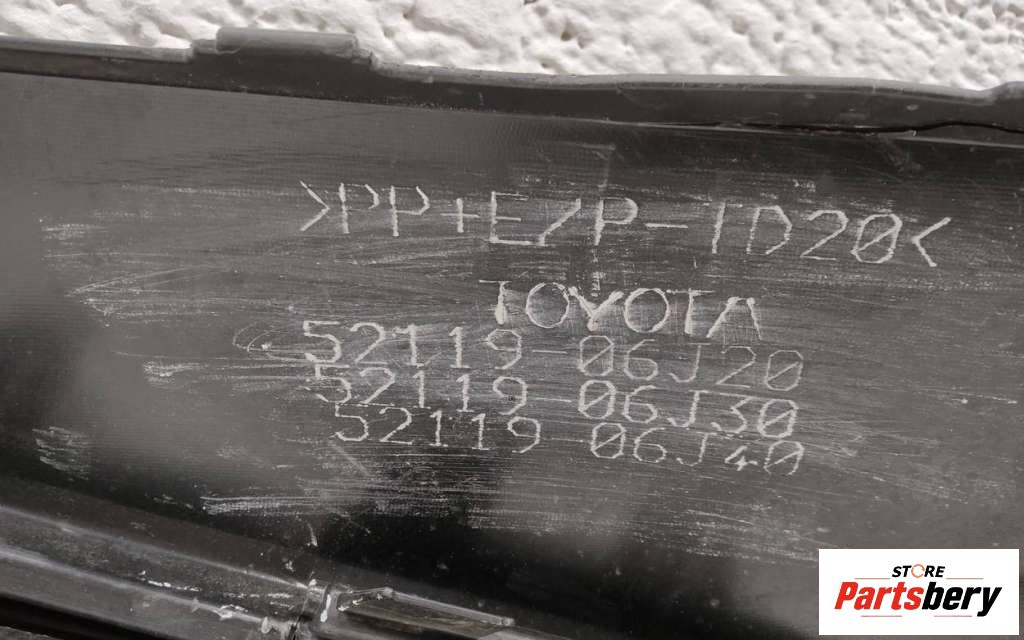 >PP+E/P-TD20<
TOYOTA
52119-06J20
52119-06J30
52119-06J40
STORE
Partsbery